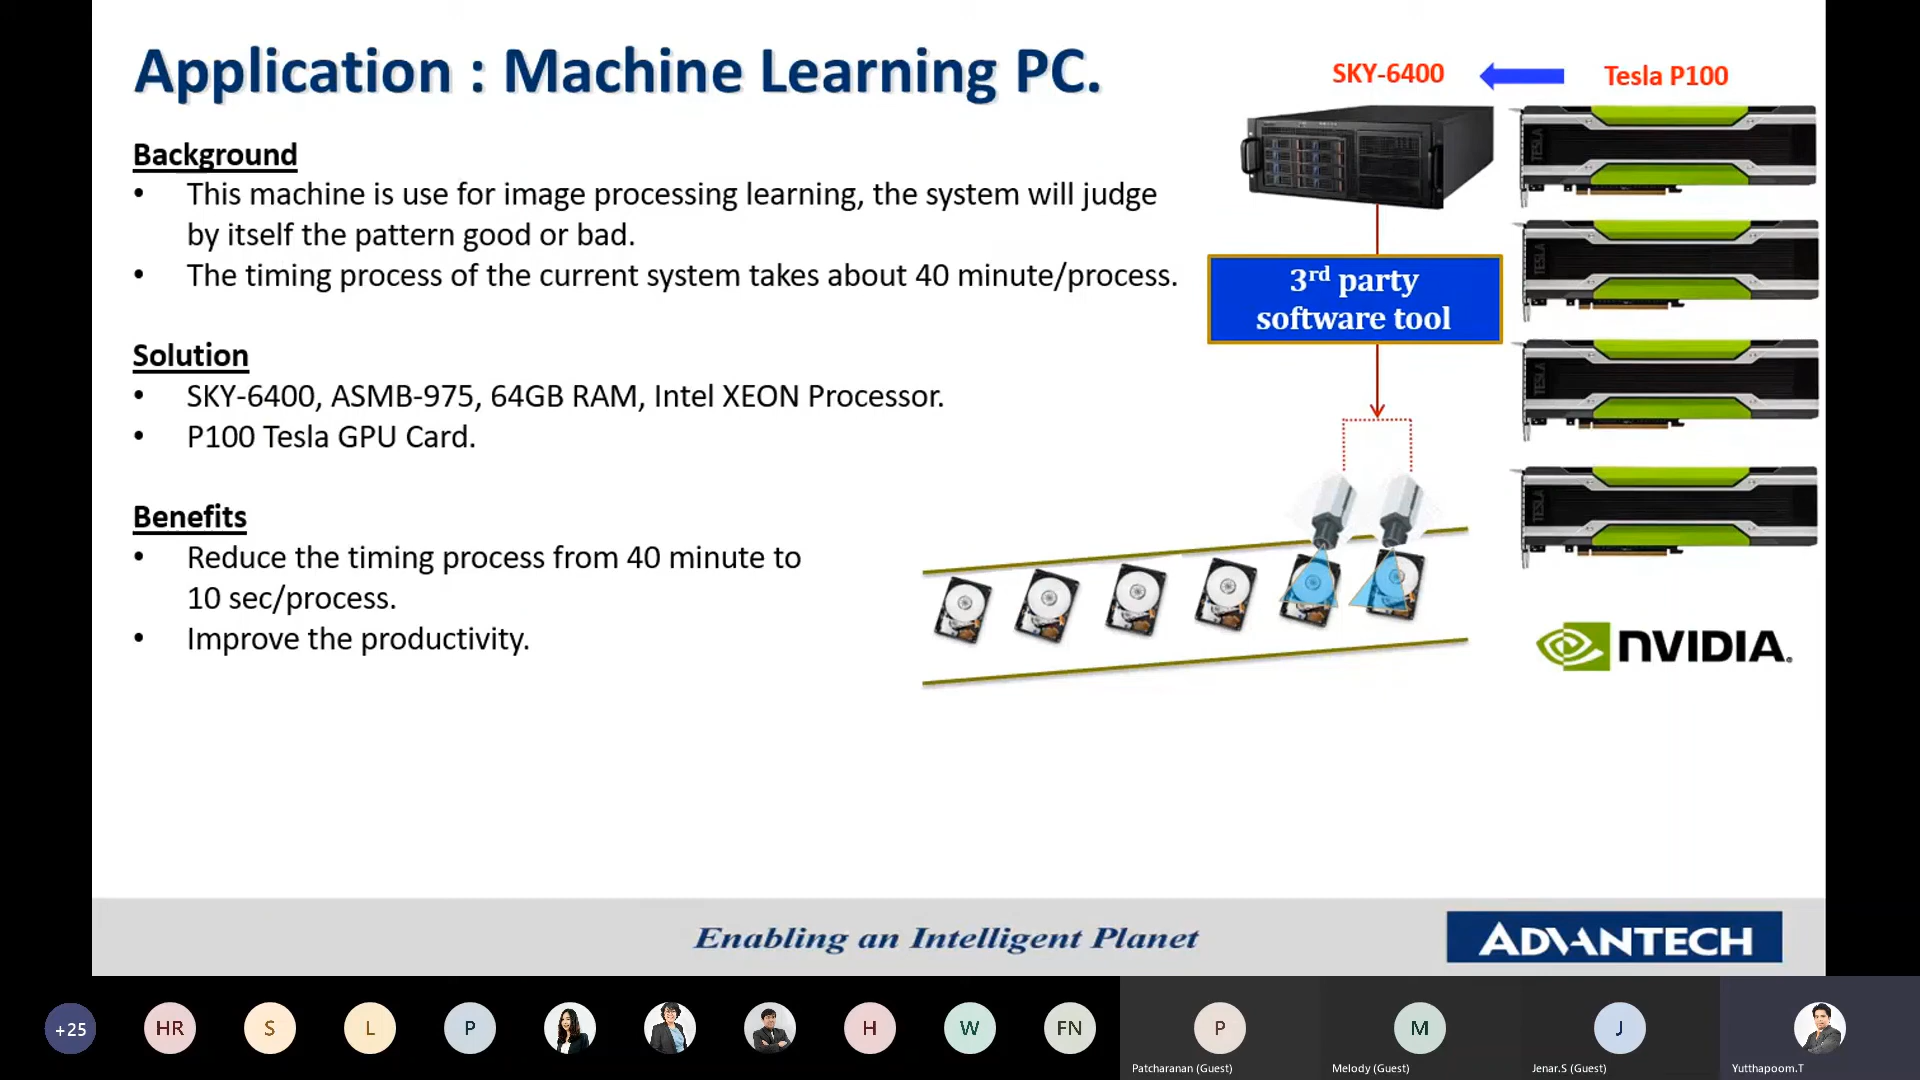 Application : Machine Learning PC.
SKY-6400
Tesla P100
Background
• This machine is use for image processing learning, the system will judge
by itself the pattern good or bad.
• The timing process of the current system takes about 40 minute/process.
3rd party
software tool
Solution
• SKY-6400, ASMB-975, 64GB RAM, Intel XEON Processor.
• P100 Tesla GPU Card.
Benefits
• Reduce the timing process from 40 minute to
10 sec/process.
• Improve the productivity.
TESLA
TESLA
TESLA
TESLA
NVIDIA.
Enabling an Intelligent Planet
ADVANTECH
+25
HR
S
L
P
H
W
FN
P
M
J
Patcharanan (Guest)
Melody (Guest)
Jenar.S (Guest)
Yutthapoom.T